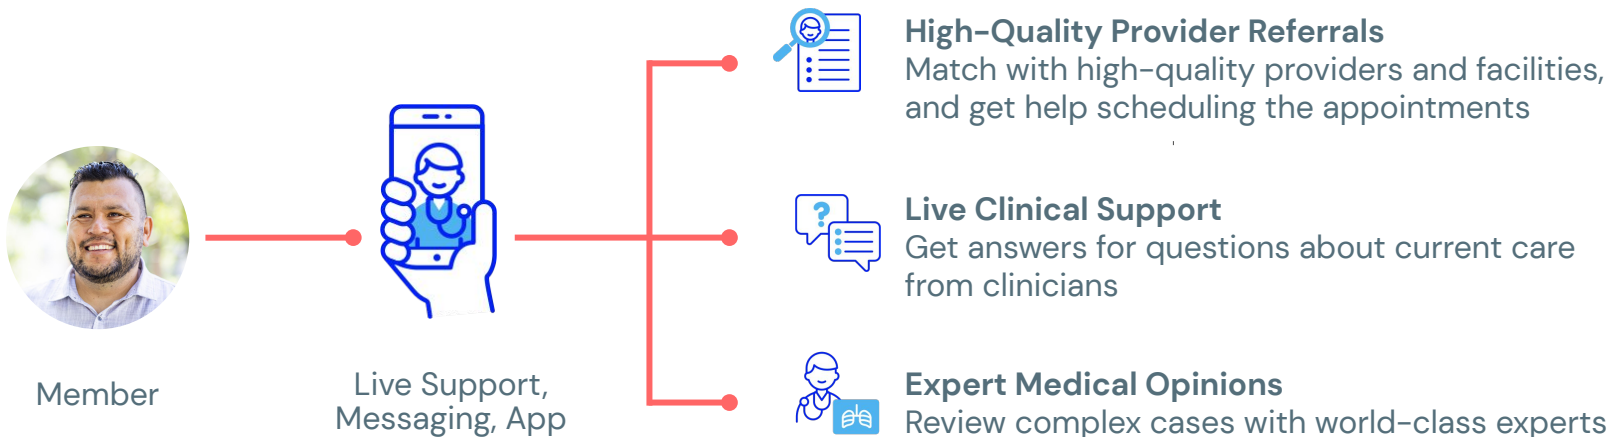 High-Quality Provider Referrals
Match with high-quality providers and facilities,
and get help scheduling the appointments
Live Clinical Support
Get answers for questions about current care
from clinicians
Member
Live Support,
Messaging, App
Expert Medical Opinions
Review complex cases with world-class experts
?